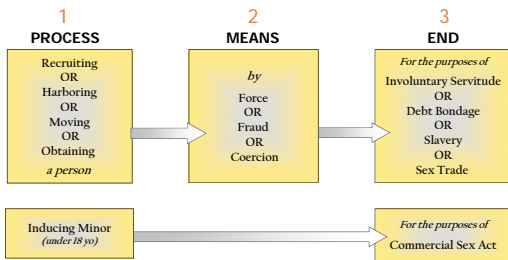 1
PROCESS
Recruiting
OR
Harboring
OR
Moving
OR
Obtaining
a person
2
MEANS
by
Force
OR
Fraud
OR
Coercion
3
END
For the purposes of
Involuntary Servitude
OR
Debt Bondage
OR
Slavery
OR
Sex Trade
Inducing Minor
(under 18 yo)
For the purposes of
Commercial Sex Act